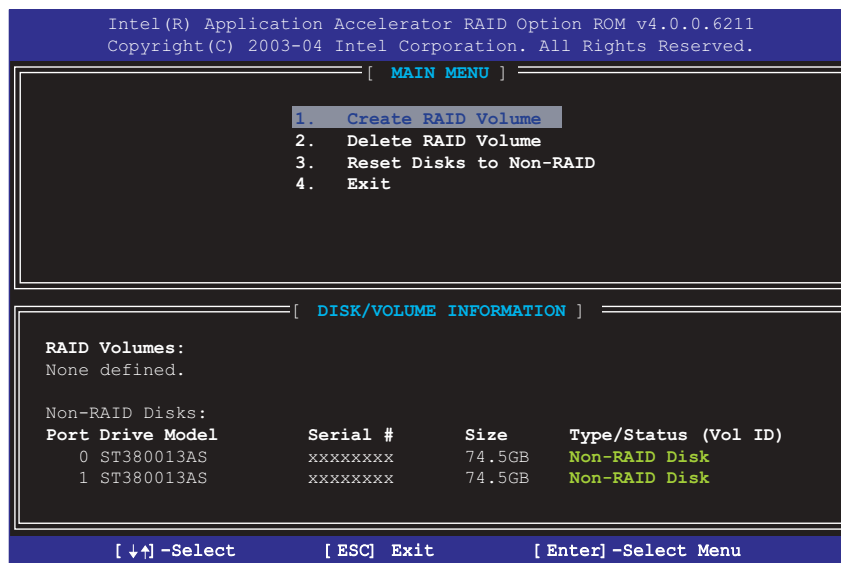 Intel(R) Application Accelerator RAID Option ROM v4.0.0.6211
Copyright(C) 2003-04 Intel Corporation. All Rights Reserved.
[ MAIN MENU ]
1. Create RAID Volume
2. Delete RAID Volume
3. Reset Disks to Non-RAID
4. Exit
[ DISK/VOLUME INFORMATION ]
RAID Volumes:
None defined.
Non-RAID Disks:
Port Drive Model Serial # Size Type/Status (Vol ID)
0 ST380013AS xxxxxxxx 74.5GB Non-RAID Disk
1 ST380013AS xxxxxxxx 74.5GB Non-RAID Disk
[↓↑]-Select [ESC] Exit [Enter]-Select Menu